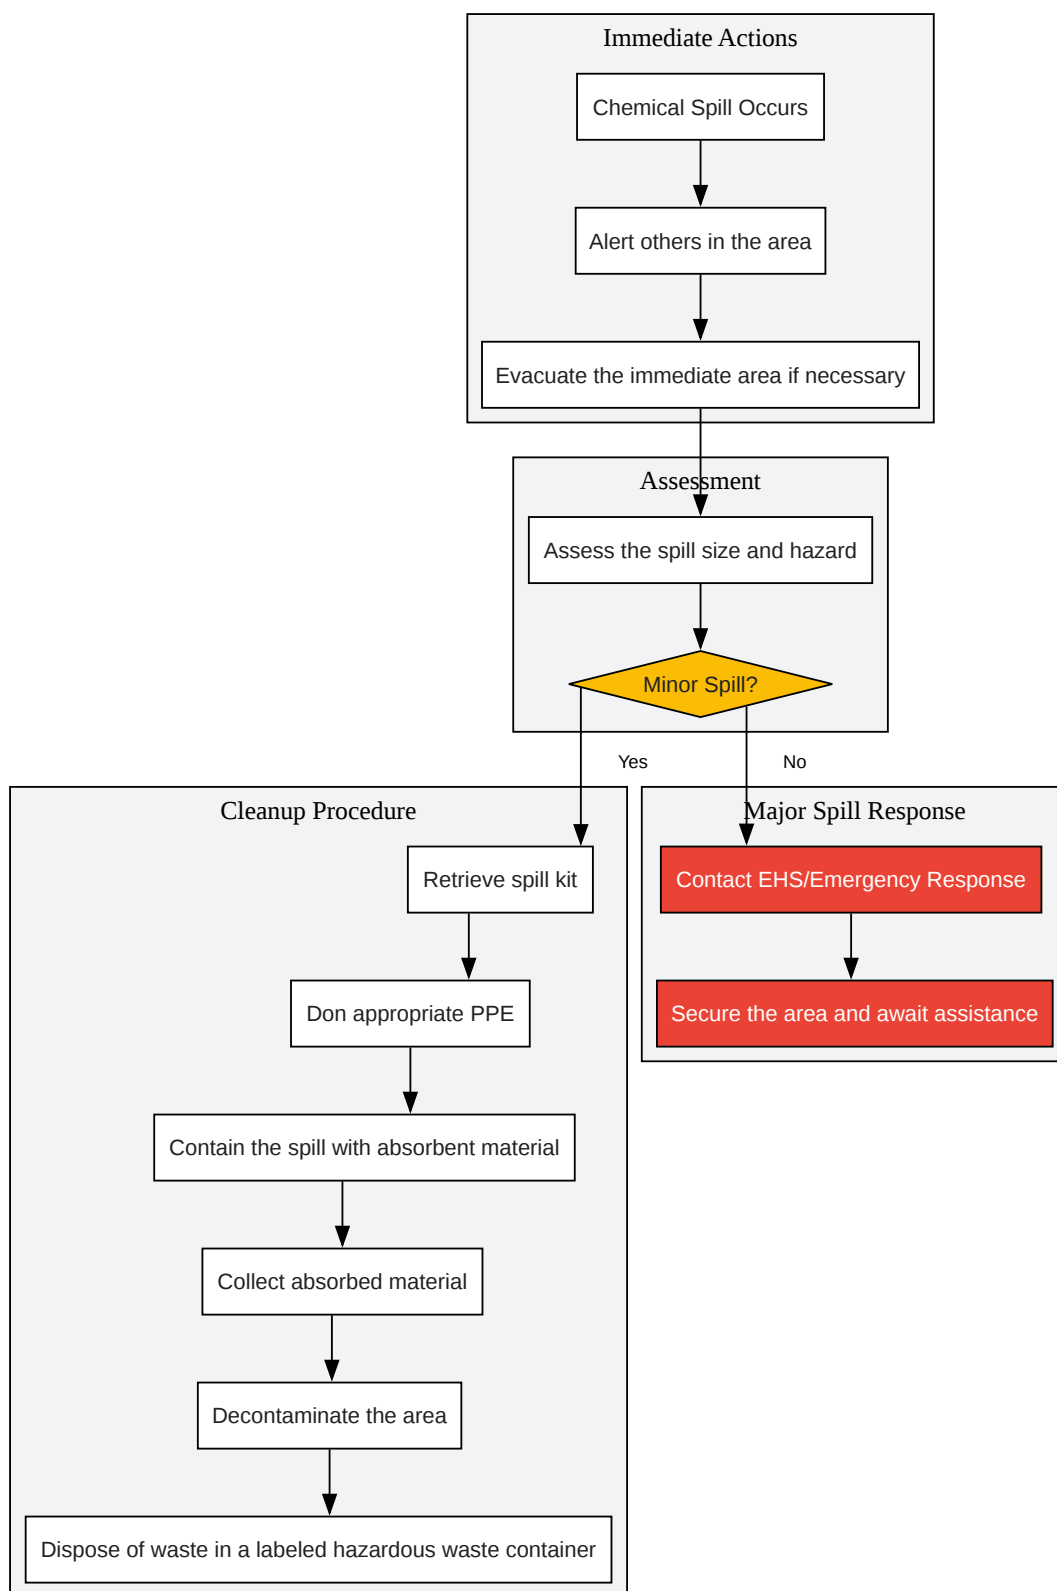 Immediate Actions
Chemical Spill Occurs
Alert others in the area
Evacuate the immediate area if necessary
Assessment
Assess the spill size and hazard
Minor Spill?
Yes
No
Cleanup Procedure
Retrieve spill kit
Don appropriate PPE
Contain the spill with absorbent material
Collect absorbed material
Decontaminate the area
Dispose of waste in a labeled hazardous waste container
Major Spill Response
Contact EHS/Emergency Response
Secure the area and await assistance